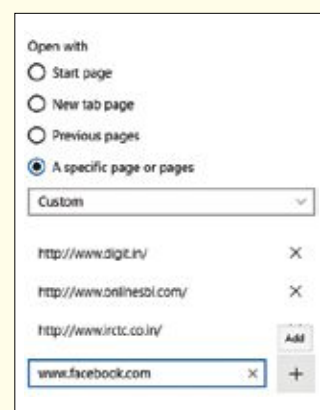 Open with
Start page
New tab page
Previous pages
A specific page or pages
Custom
http://www.digit.in/
http://www.onlinesbi.com/
http://www.irctc.co.in/
Add
www.facebook.com